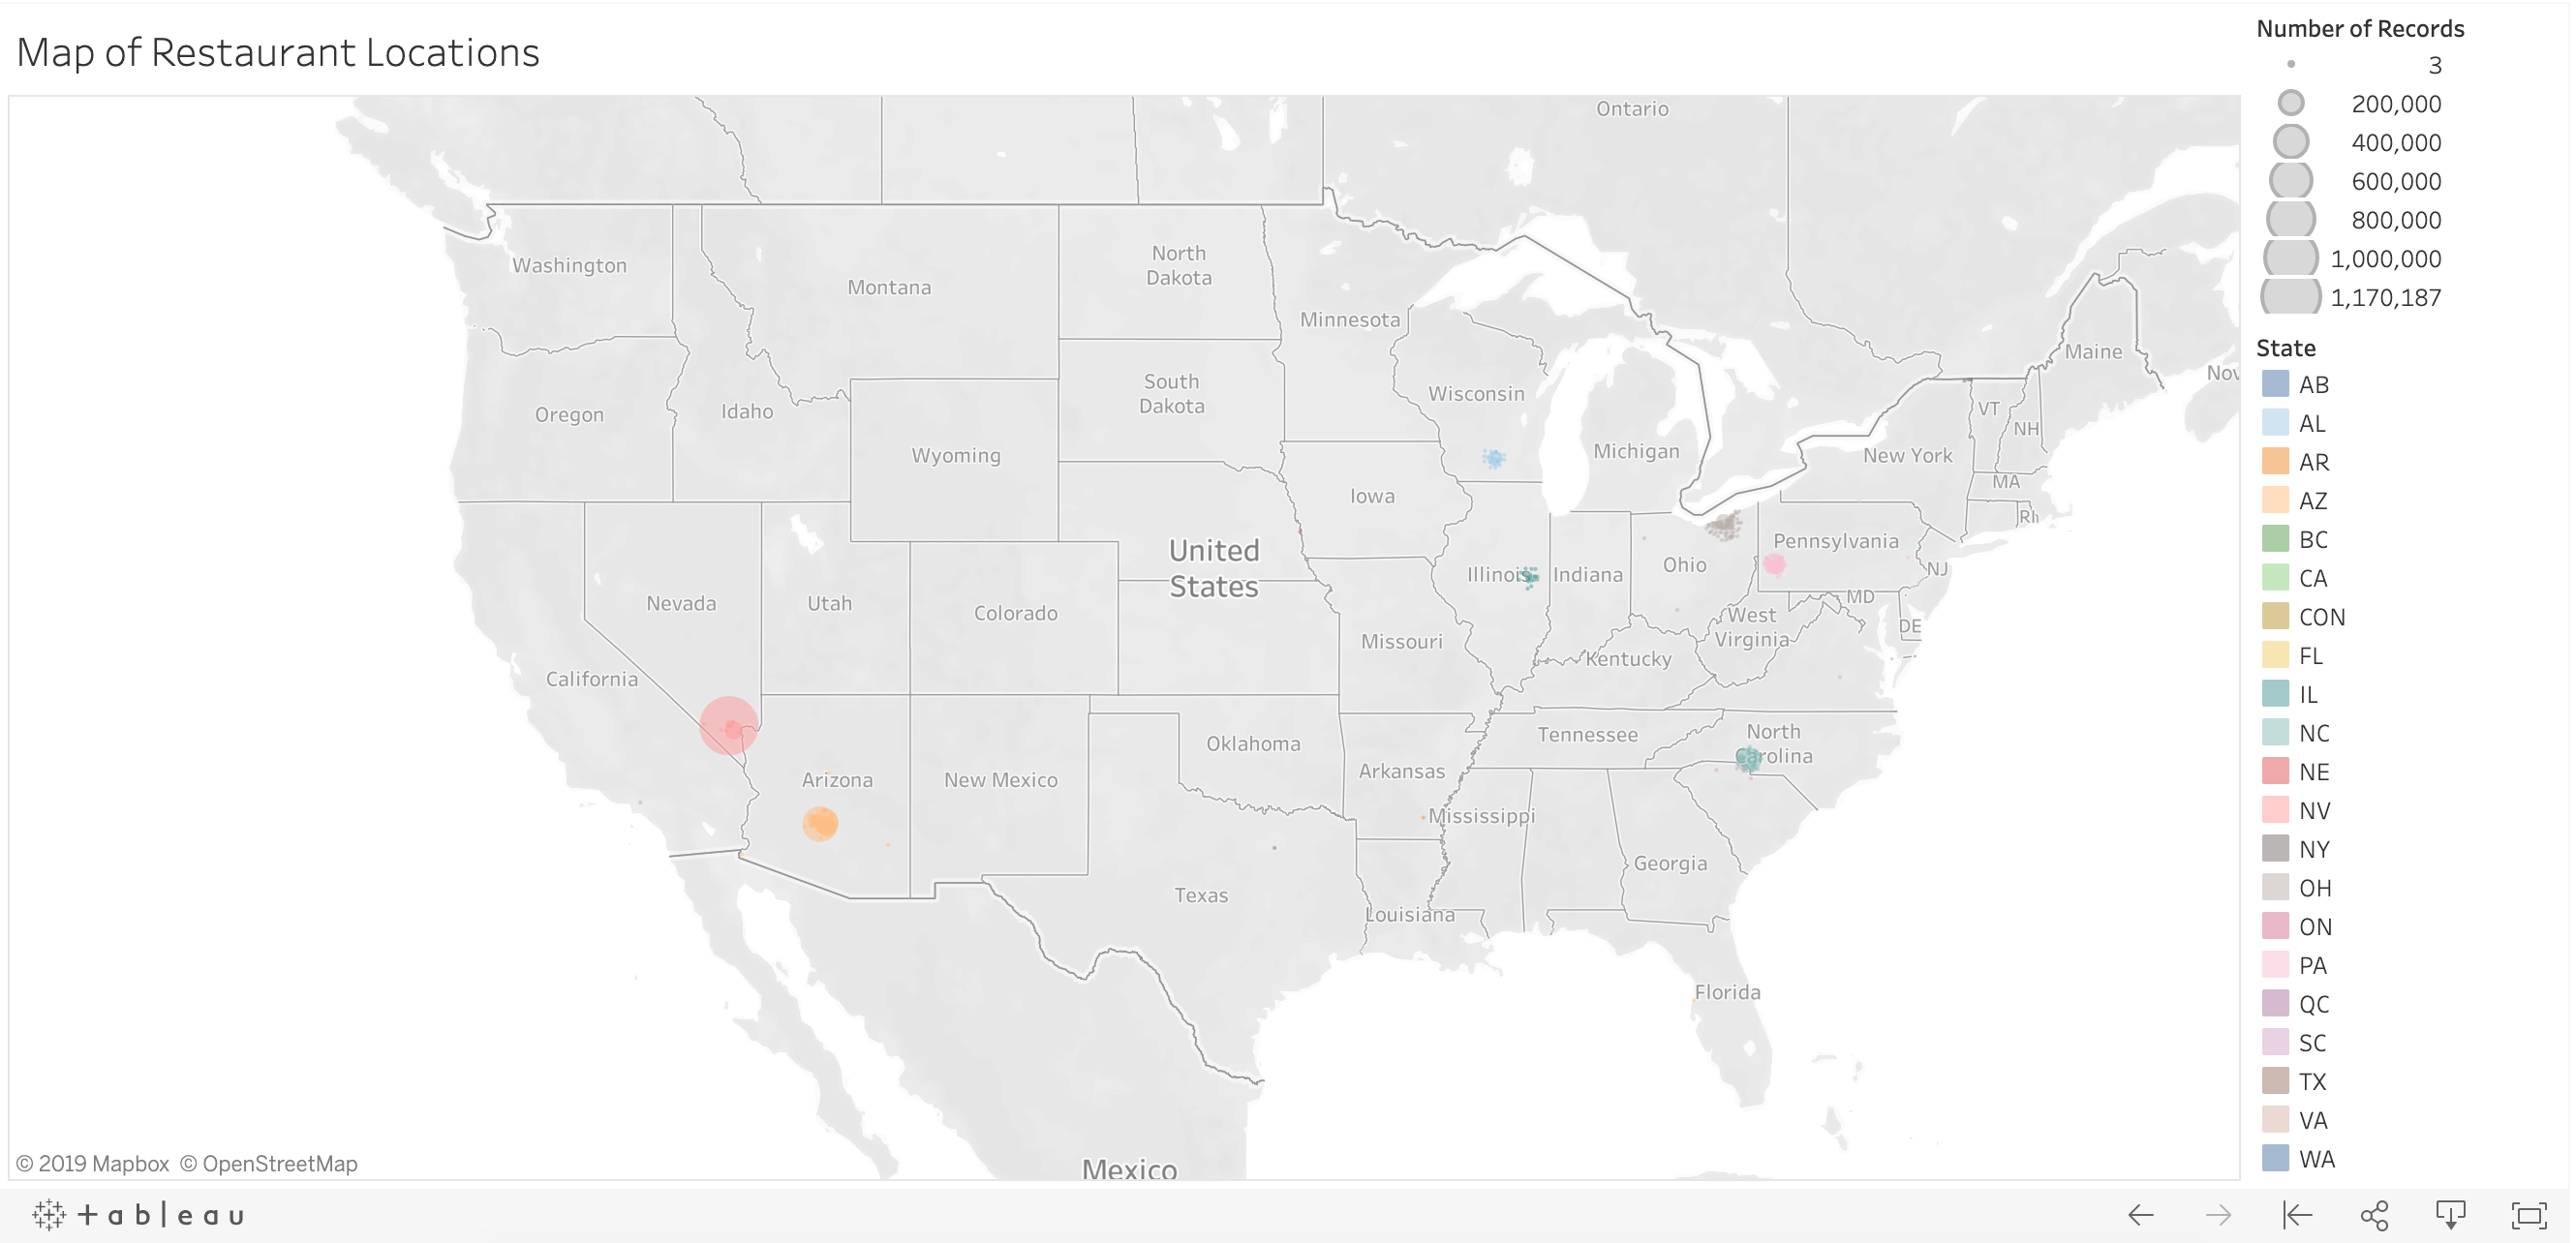 Map of Restaurant Locations
Number of Records
3
200,000
400,000
600,000
800,000
1,000,000
1,170,187
State
AB
AL
AR
AZ
BC
CA
CON
FL
IL
NC
NE
NV
NY
OH
ON
PA
QC
SC
TX
VA
WA
Ontario
Washington
Montana
North
Dakota
Minnesota
Maine
Nov
Oregon
Idaho
South
Dakota
Wisconsin
VT
NH
Wyoming
Michigan
New York
MA
Iowa
RI
United
States
Pennsylvania
Nevada
Utah
Colorado
Illinois
Indiana
Ohio
NJ
MD
West
Virginia
DE
Missouri
Kentucky
California
Oklahoma
Tennessee
North
Carolina
Arizona
New Mexico
Arkansas
Mississippi
Georgia
Texas
Louisiana
Florida
Mexico
© 2019 Mapbox © OpenStreetMap
+ a b l e a u